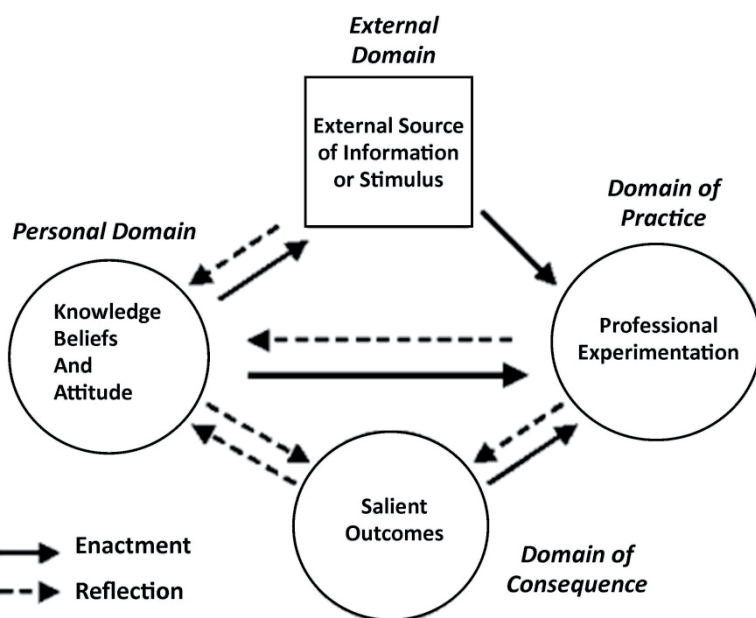 External
Domain
External Source
of Information
or Stimulus
Domain of
Practice
Personal Domain
Knowledge
Beliefs
And
Attitude
Professional
Experimentation
Salient
Outcomes
Enactment
Reflection
Domain of
Consequence